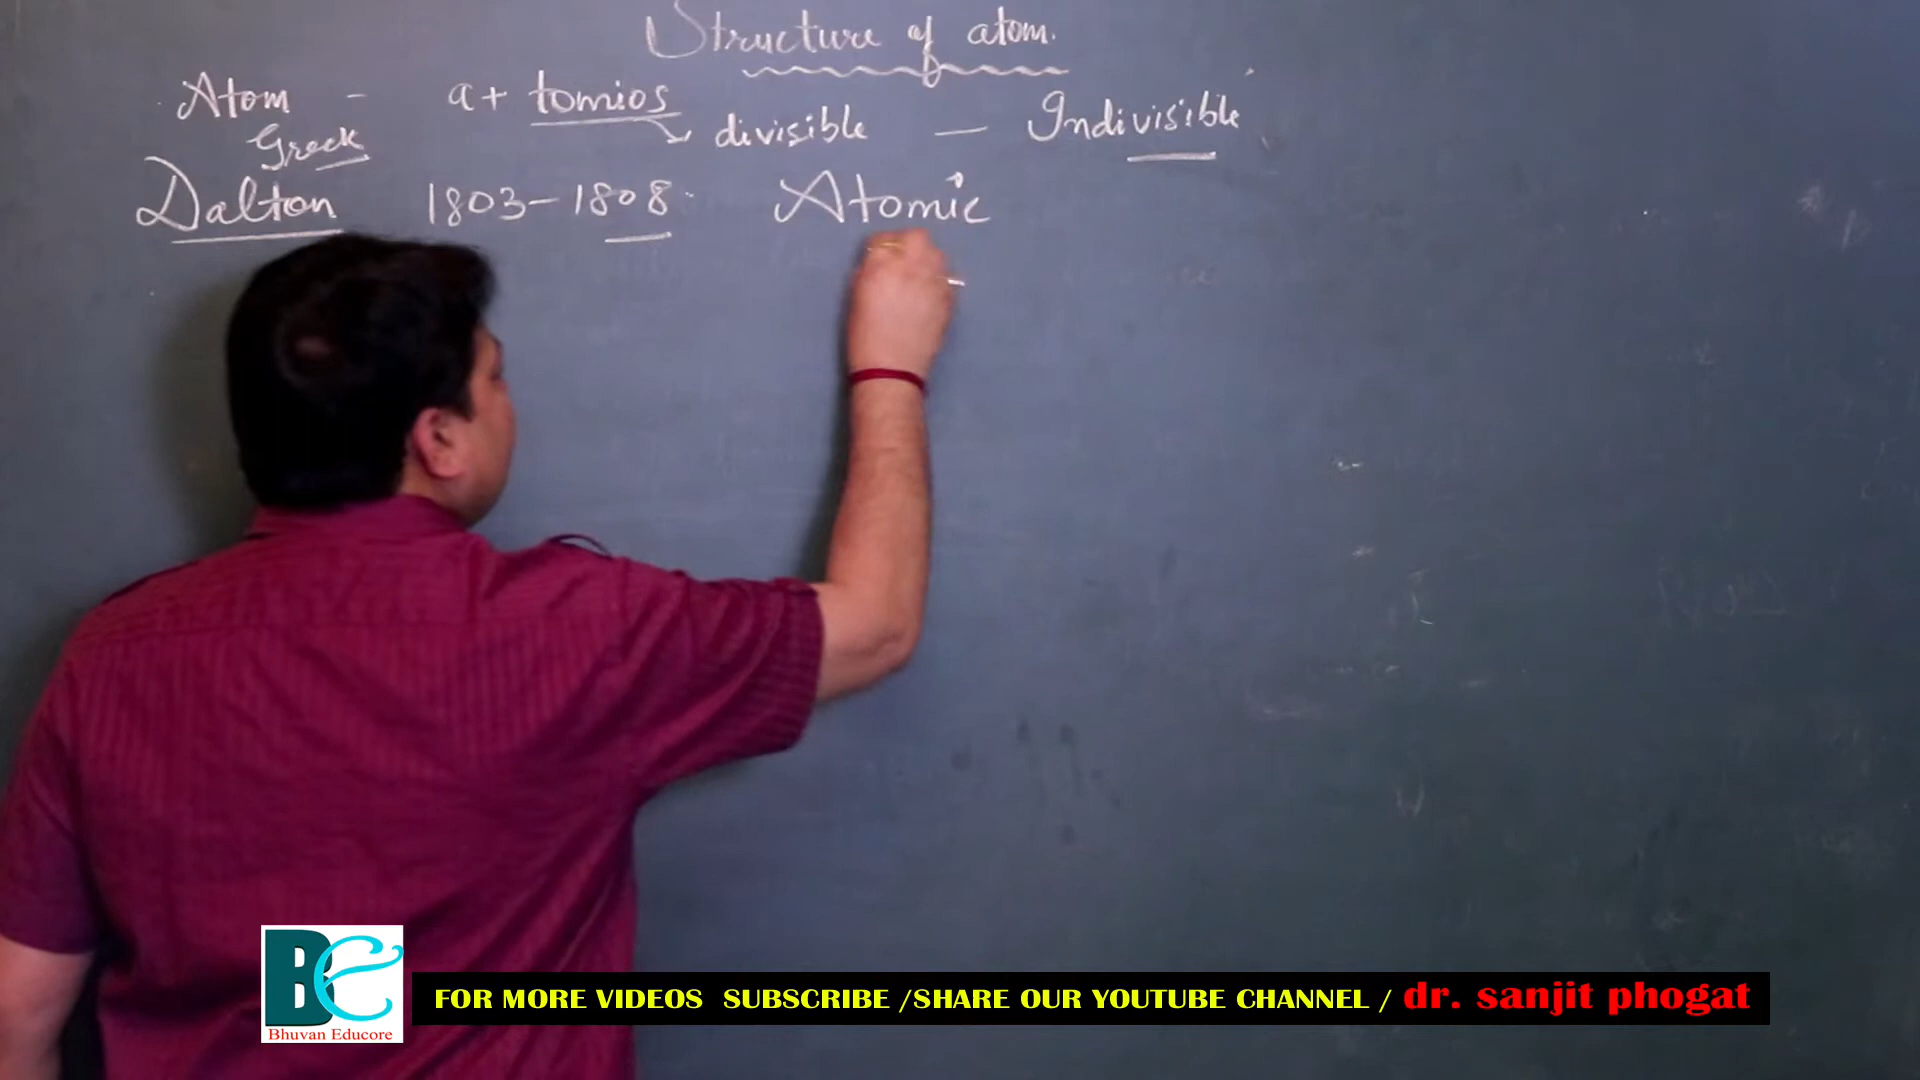 Structure of atom.
Atom - a + tomios
Greek divisible — Indivisible
Dalton 1803-1808 Atomic
BE
Bhuvan Educore
FOR MORE VIDEOS SUBSCRIBE /SHARE OUR YOUTUBE CHANNEL / dr. sanjit phogat